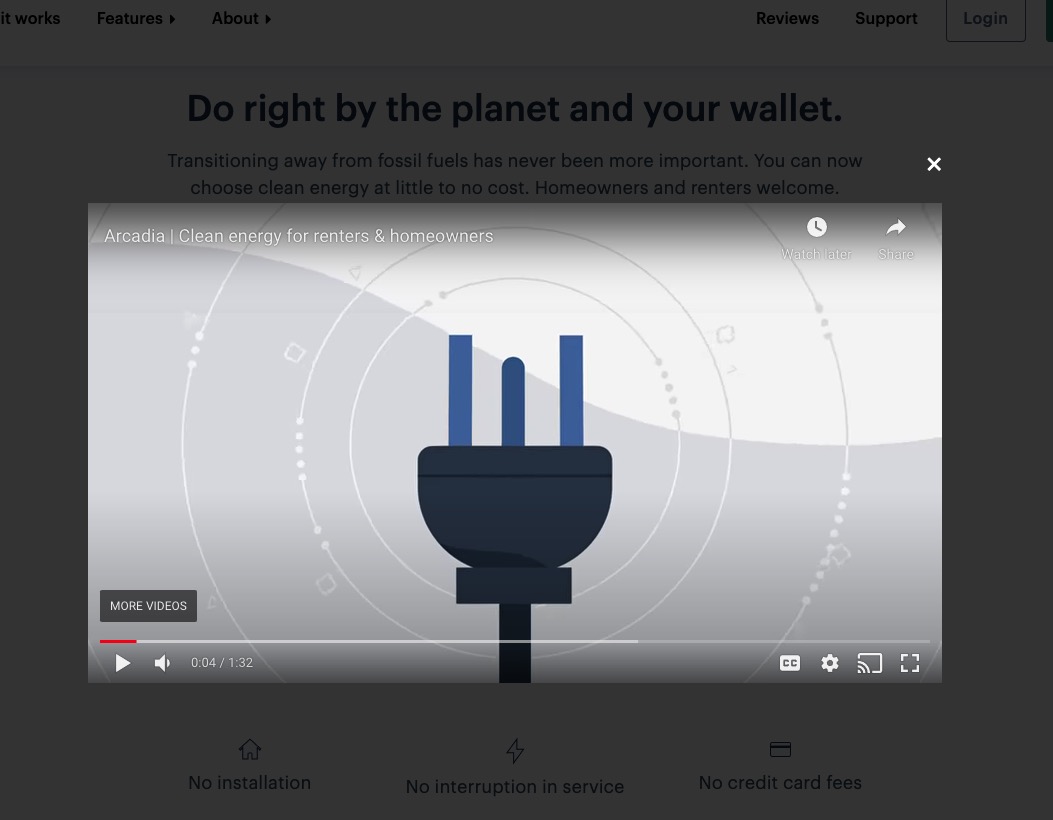 it works Features About Reviews Support Login
Do right by the planet and your wallet.
Transitioning away from fossil fuels has never been more important. You can now
choose clean energy at little to no cost. Homeowners and renters welcome.
Arcadia | Clean energy for renters & homeowners
Watch later Share
MORE VIDEOS
0:04 / 1:32 CC
No installation No interruption in service No credit card fees